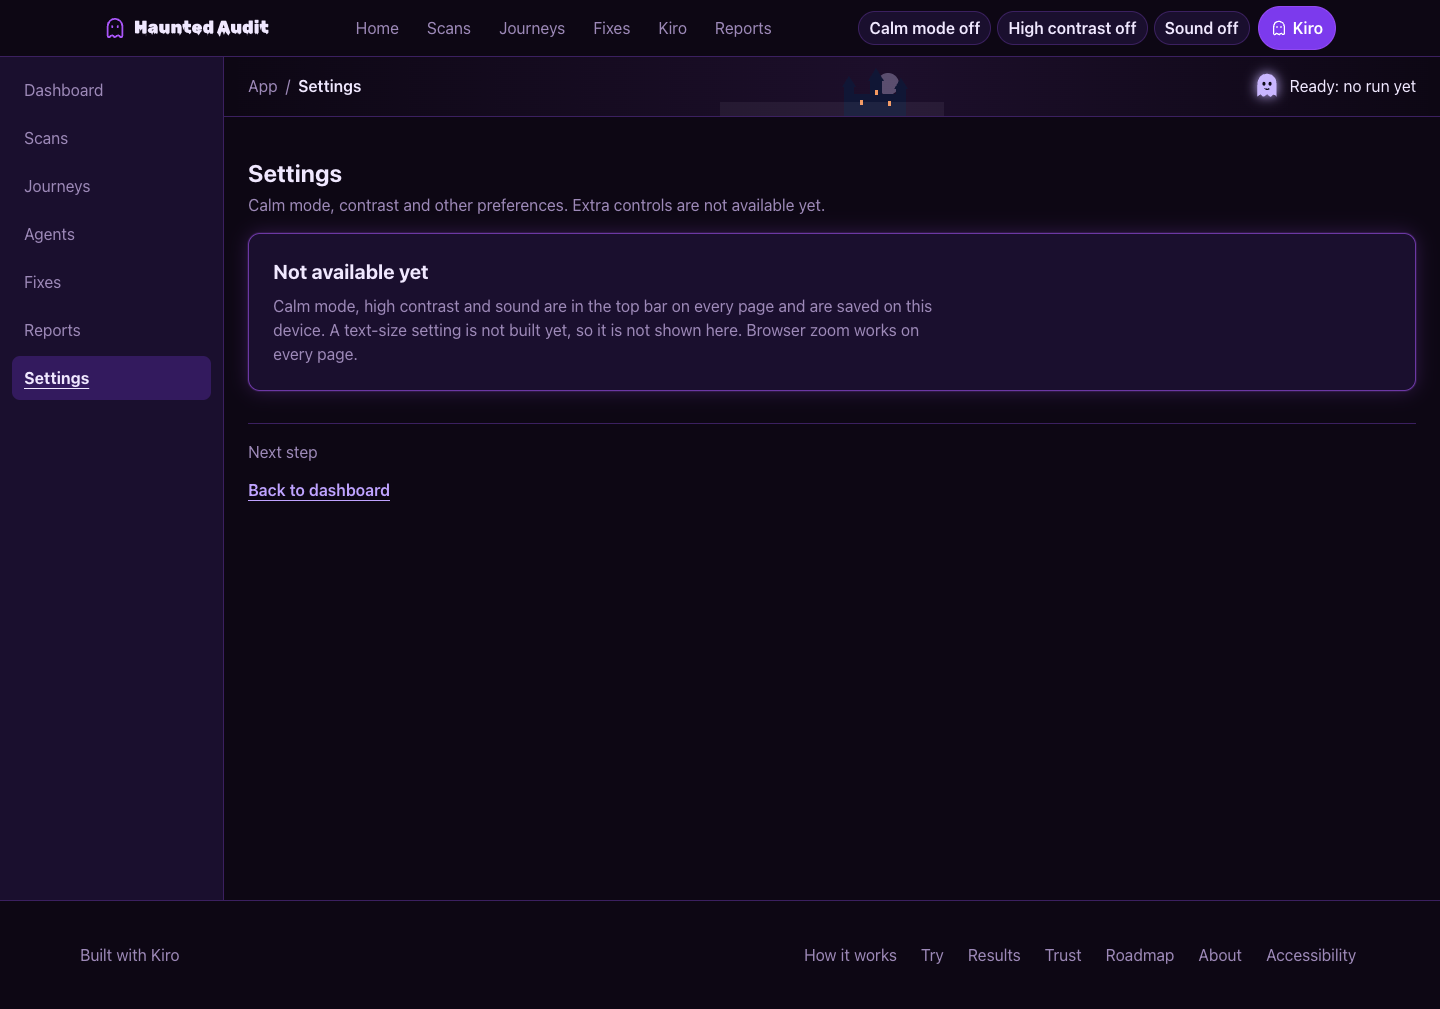 Haunted Audit
Home Scans Journeys Fixes Kiro Reports
Calm mode off High contrast off Sound off Kiro
Dashboard
Scans
Journeys
Agents
Fixes
Reports
Settings
App / Settings
Ready: no run yet
Settings
Calm mode, contrast and other preferences. Extra controls are not available yet.
Not available yet
Calm mode, high contrast and sound are in the top bar on every page and are saved on this
device. A text-size setting is not built yet, so it is not shown here. Browser zoom works on
every page.
Next step
Back to dashboard
Built with Kiro
How it works Try Results Trust Roadmap About Accessibility